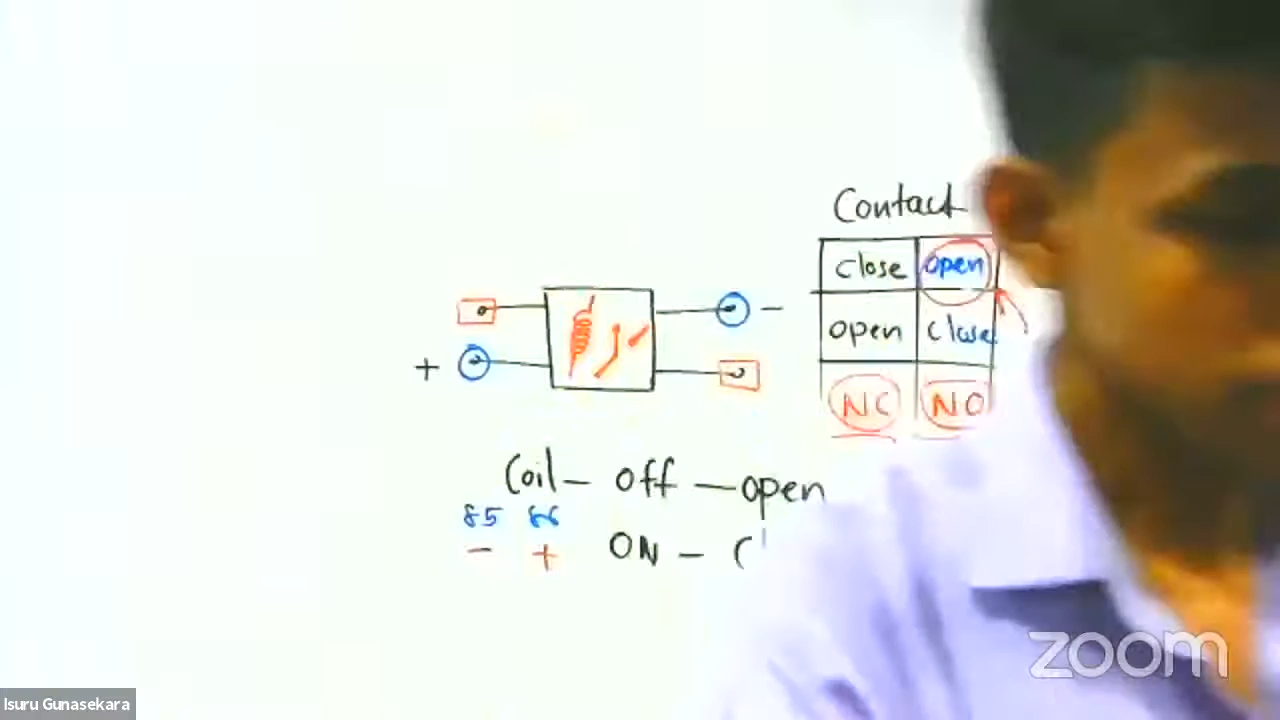 Contact
close open
open close
NC NO
+ -
Coil - off - open
85 86
- + ON -
zoom
Isuru Gunasekara